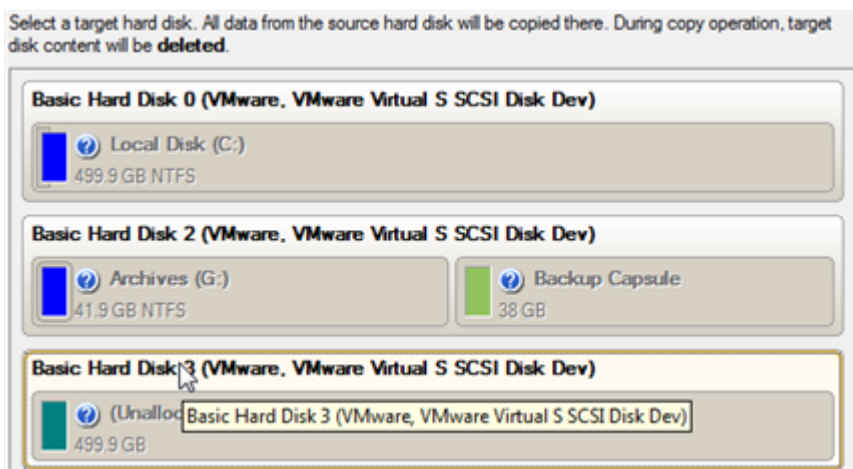 Select a target hard disk. All data from the source hard disk will be copied there. During copy operation, target
disk content will be deleted.
Basic Hard Disk 0 (VMware, VMware Virtual S SCSI Disk Dev)
Local Disk (C:)
499.9 GB NTFS
Basic Hard Disk 2 (VMware, VMware Virtual S SCSI Disk Dev)
Archives (G:)
41.9 GB NTFS
Backup Capsule
38 GB
Basic Hard Disk 3 (VMware, VMware Virtual S SCSI Disk Dev)
(Unalloc
Basic Hard Disk 3 (VMware, VMware Virtual S SCSI Disk Dev)
499.9 GB